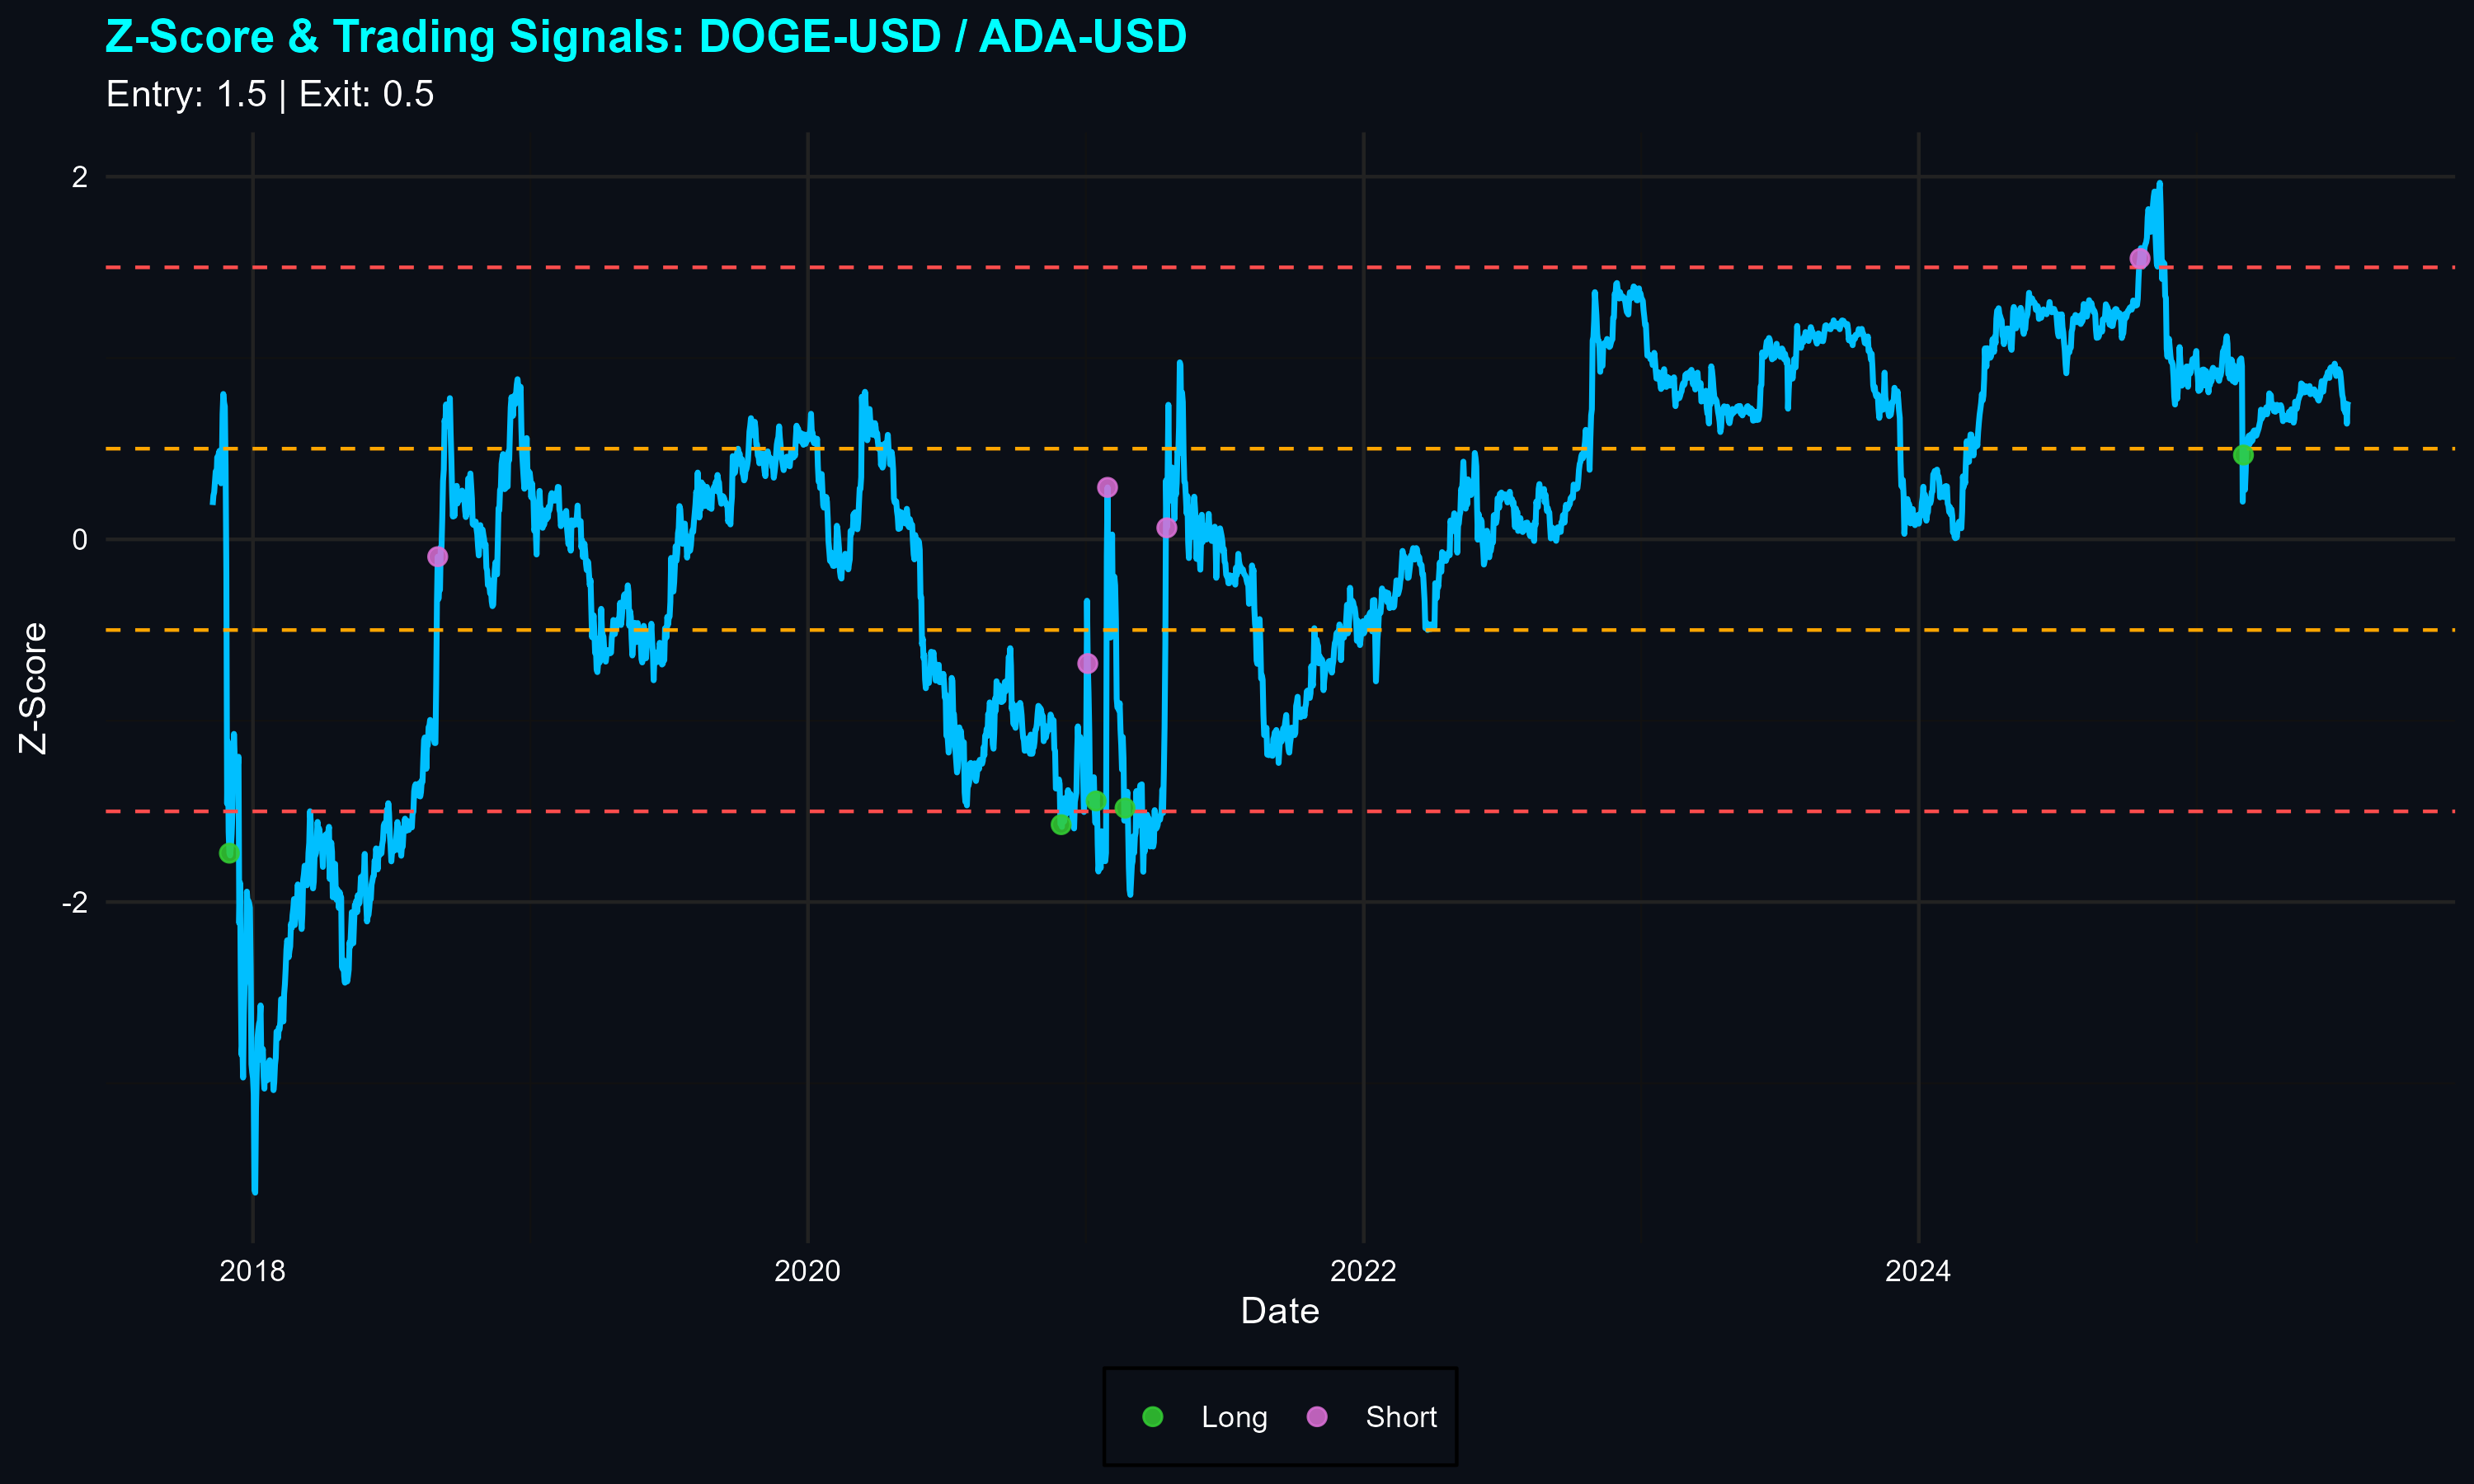 Z-Score & Trading Signals: DOGE-USD / ADA-USD
Entry: 1.5 | Exit: 0.5
2
0
-2
Z-Score
2018 2020 2022 2024
Date
Long Short